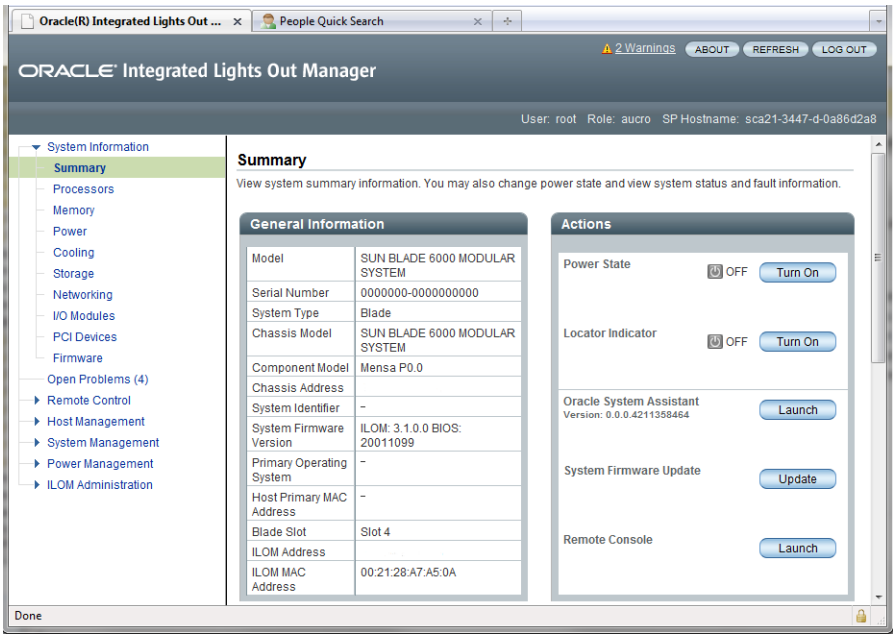 Oracle(R) Integrated Lights Out ...
People Quick Search
2 Warnings ABOUT REFRESH LOG OUT
ORACLE Integrated Lights Out Manager
User: root Role: aucro SP Hostname: sca21-3447-d-0a86d2a8
System Information
Summary
Processors
Memory
Power
Cooling
Storage
Networking
I/O Modules
PCI Devices
Firmware
Open Problems (4)
Remote Control
Host Management
System Management
Power Management
ILOM Administration
Summary
View system summary information. You may also change power state and view system status and fault information.
General Information
Model SUN BLADE 6000 MODULAR
SYSTEM
Serial Number 0000000-0000000000
System Type Blade
Chassis Model SUN BLADE 6000 MODULAR
SYSTEM
Component Model Mensa P0.0
Chassis Address
System Identifier -
System Firmware ILOM: 3.1.0.0 BIOS:
Version 20011099
Primary Operating -
System
Host Primary MAC -
Address
Blade Slot Slot 4
ILOM Address
ILOM MAC 00:21:28:A7:A5:0A
Address
Actions
Power State OFF Turn On
Locator Indicator OFF Turn On
Oracle System Assistant
Version: 0.0.0.4211358464
Launch
System Firmware Update
Update
Remote Console
Launch
Done